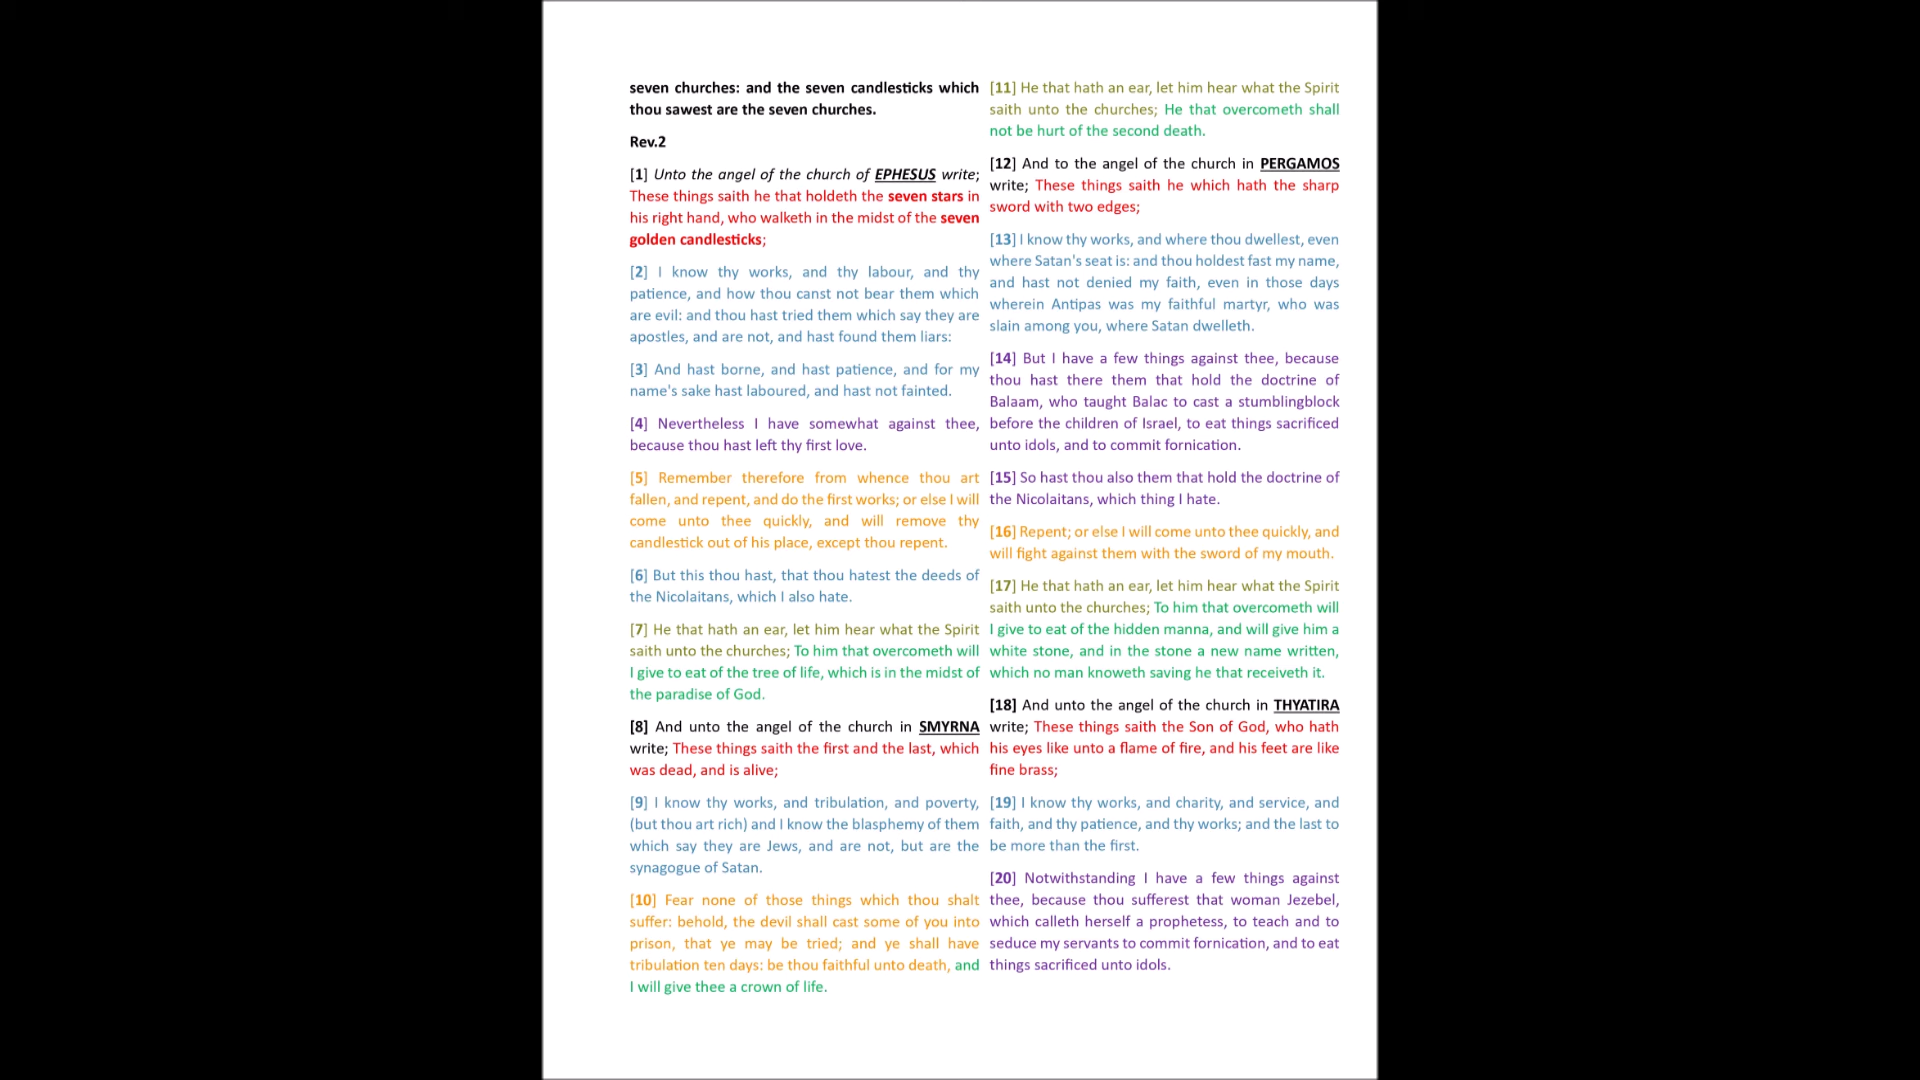 seven churches: and the seven candlesticks which
thou sawest are the seven churches.
Rev.2
[1] Unto the angel of the church of EPHESUS write;
These things saith he that holdeth the seven stars in
his right hand, who walketh in the midst of the seven
golden candlesticks;
[2] I know thy works, and thy labour, and thy
patience, and how thou canst not bear them which
are evil: and thou hast tried them which say they are
apostles, and are not, and hast found them liars:
[3] And hast borne, and hast patience, and for my
name's sake hast laboured, and hast not fainted.
[4] Nevertheless I have somewhat against thee,
because thou hast left thy first love.
[5] Remember therefore from whence thou art
fallen, and repent, and do the first works; or else I will
come unto thee quickly, and will remove thy
candlestick out of his place, except thou repent.
[6] But this thou hast, that thou hatest the deeds of
the Nicolaitans, which I also hate.
[7] He that hath an ear, let him hear what the Spirit
saith unto the churches; To him that overcometh will
I give to eat of the tree of life, which is in the midst of
the paradise of God.
[8] And unto the angel of the church in SMYRNA
write; These things saith the first and the last, which
was dead, and is alive;
[9] I know thy works, and tribulation, and poverty,
(but thou art rich) and I know the blasphemy of them
which say they are Jews, and are not, but are the
synagogue of Satan.
[10] Fear none of those things which thou shalt
suffer: behold, the devil shall cast some of you into
prison, that ye may be tried; and ye shall have
tribulation ten days: be thou faithful unto death, and
I will give thee a crown of life.
[11] He that hath an ear, let him hear what the Spirit
saith unto the churches; He that overcometh shall
not be hurt of the second death.
[12] And to the angel of the church in PERGAMOS
write; These things saith he which hath the sharp
sword with two edges;
[13] I know thy works, and where thou dwellest, even
where Satan's seat is: and thou holdest fast my name,
and hast not denied my faith, even in those days
wherein Antipas was my faithful martyr, who was
slain among you, where Satan dwelleth.
[14] But I have a few things against thee, because
thou hast there them that hold the doctrine of
Balaam, who taught Balac to cast a stumblingblock
before the children of Israel, to eat things sacrificed
unto idols, and to commit fornication.
[15] So hast thou also them that hold the doctrine of
the Nicolaitans, which thing I hate.
[16] Repent; or else I will come unto thee quickly, and
will fight against them with the sword of my mouth.
[17] He that hath an ear, let him hear what the Spirit
saith unto the churches; To him that overcometh will
I give to eat of the hidden manna, and will give him a
white stone, and in the stone a new name written,
which no man knoweth saving he that receiveth it.
[18] And unto the angel of the church in THYATIRA
write; These things saith the Son of God, who hath
his eyes like unto a flame of fire, and his feet are like
fine brass;
[19] I know thy works, and charity, and service, and
faith, and thy patience, and thy works; and the last to
be more than the first.
[20] Notwithstanding I have a few things against
thee, because thou sufferest that woman Jezebel,
which calleth herself a prophetess, to teach and to
seduce my servants to commit fornication, and to eat
things sacrificed unto idols.